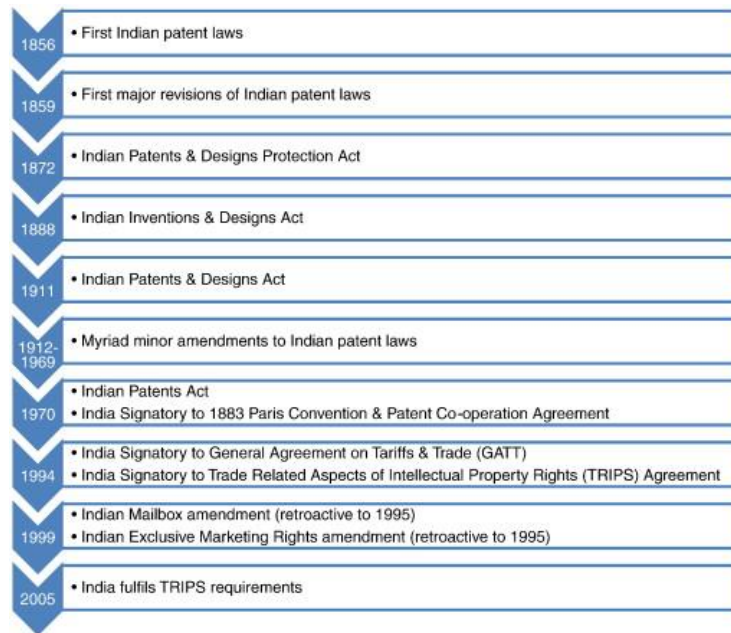 1856
• First Indian patent laws
1859
• First major revisions of Indian patent laws
1872
• Indian Patents & Designs Protection Act
1888
• Indian Inventions & Designs Act
1911
• Indian Patents & Designs Act
1912-
1969
• Myriad minor amendments to Indian patent laws
1970
• Indian Patents Act
• India Signatory to 1883 Paris Convention & Patent Co-operation Agreement
1994
• India Signatory to General Agreement on Tariffs & Trade (GATT)
• India Signatory to Trade Related Aspects of Intellectual Property Rights (TRIPS) Agreement
1999
• Indian Mailbox amendment (retroactive to 1995)
• Indian Exclusive Marketing Rights amendment (retroactive to 1995)
2005
• India fulfils TRIPS requirements